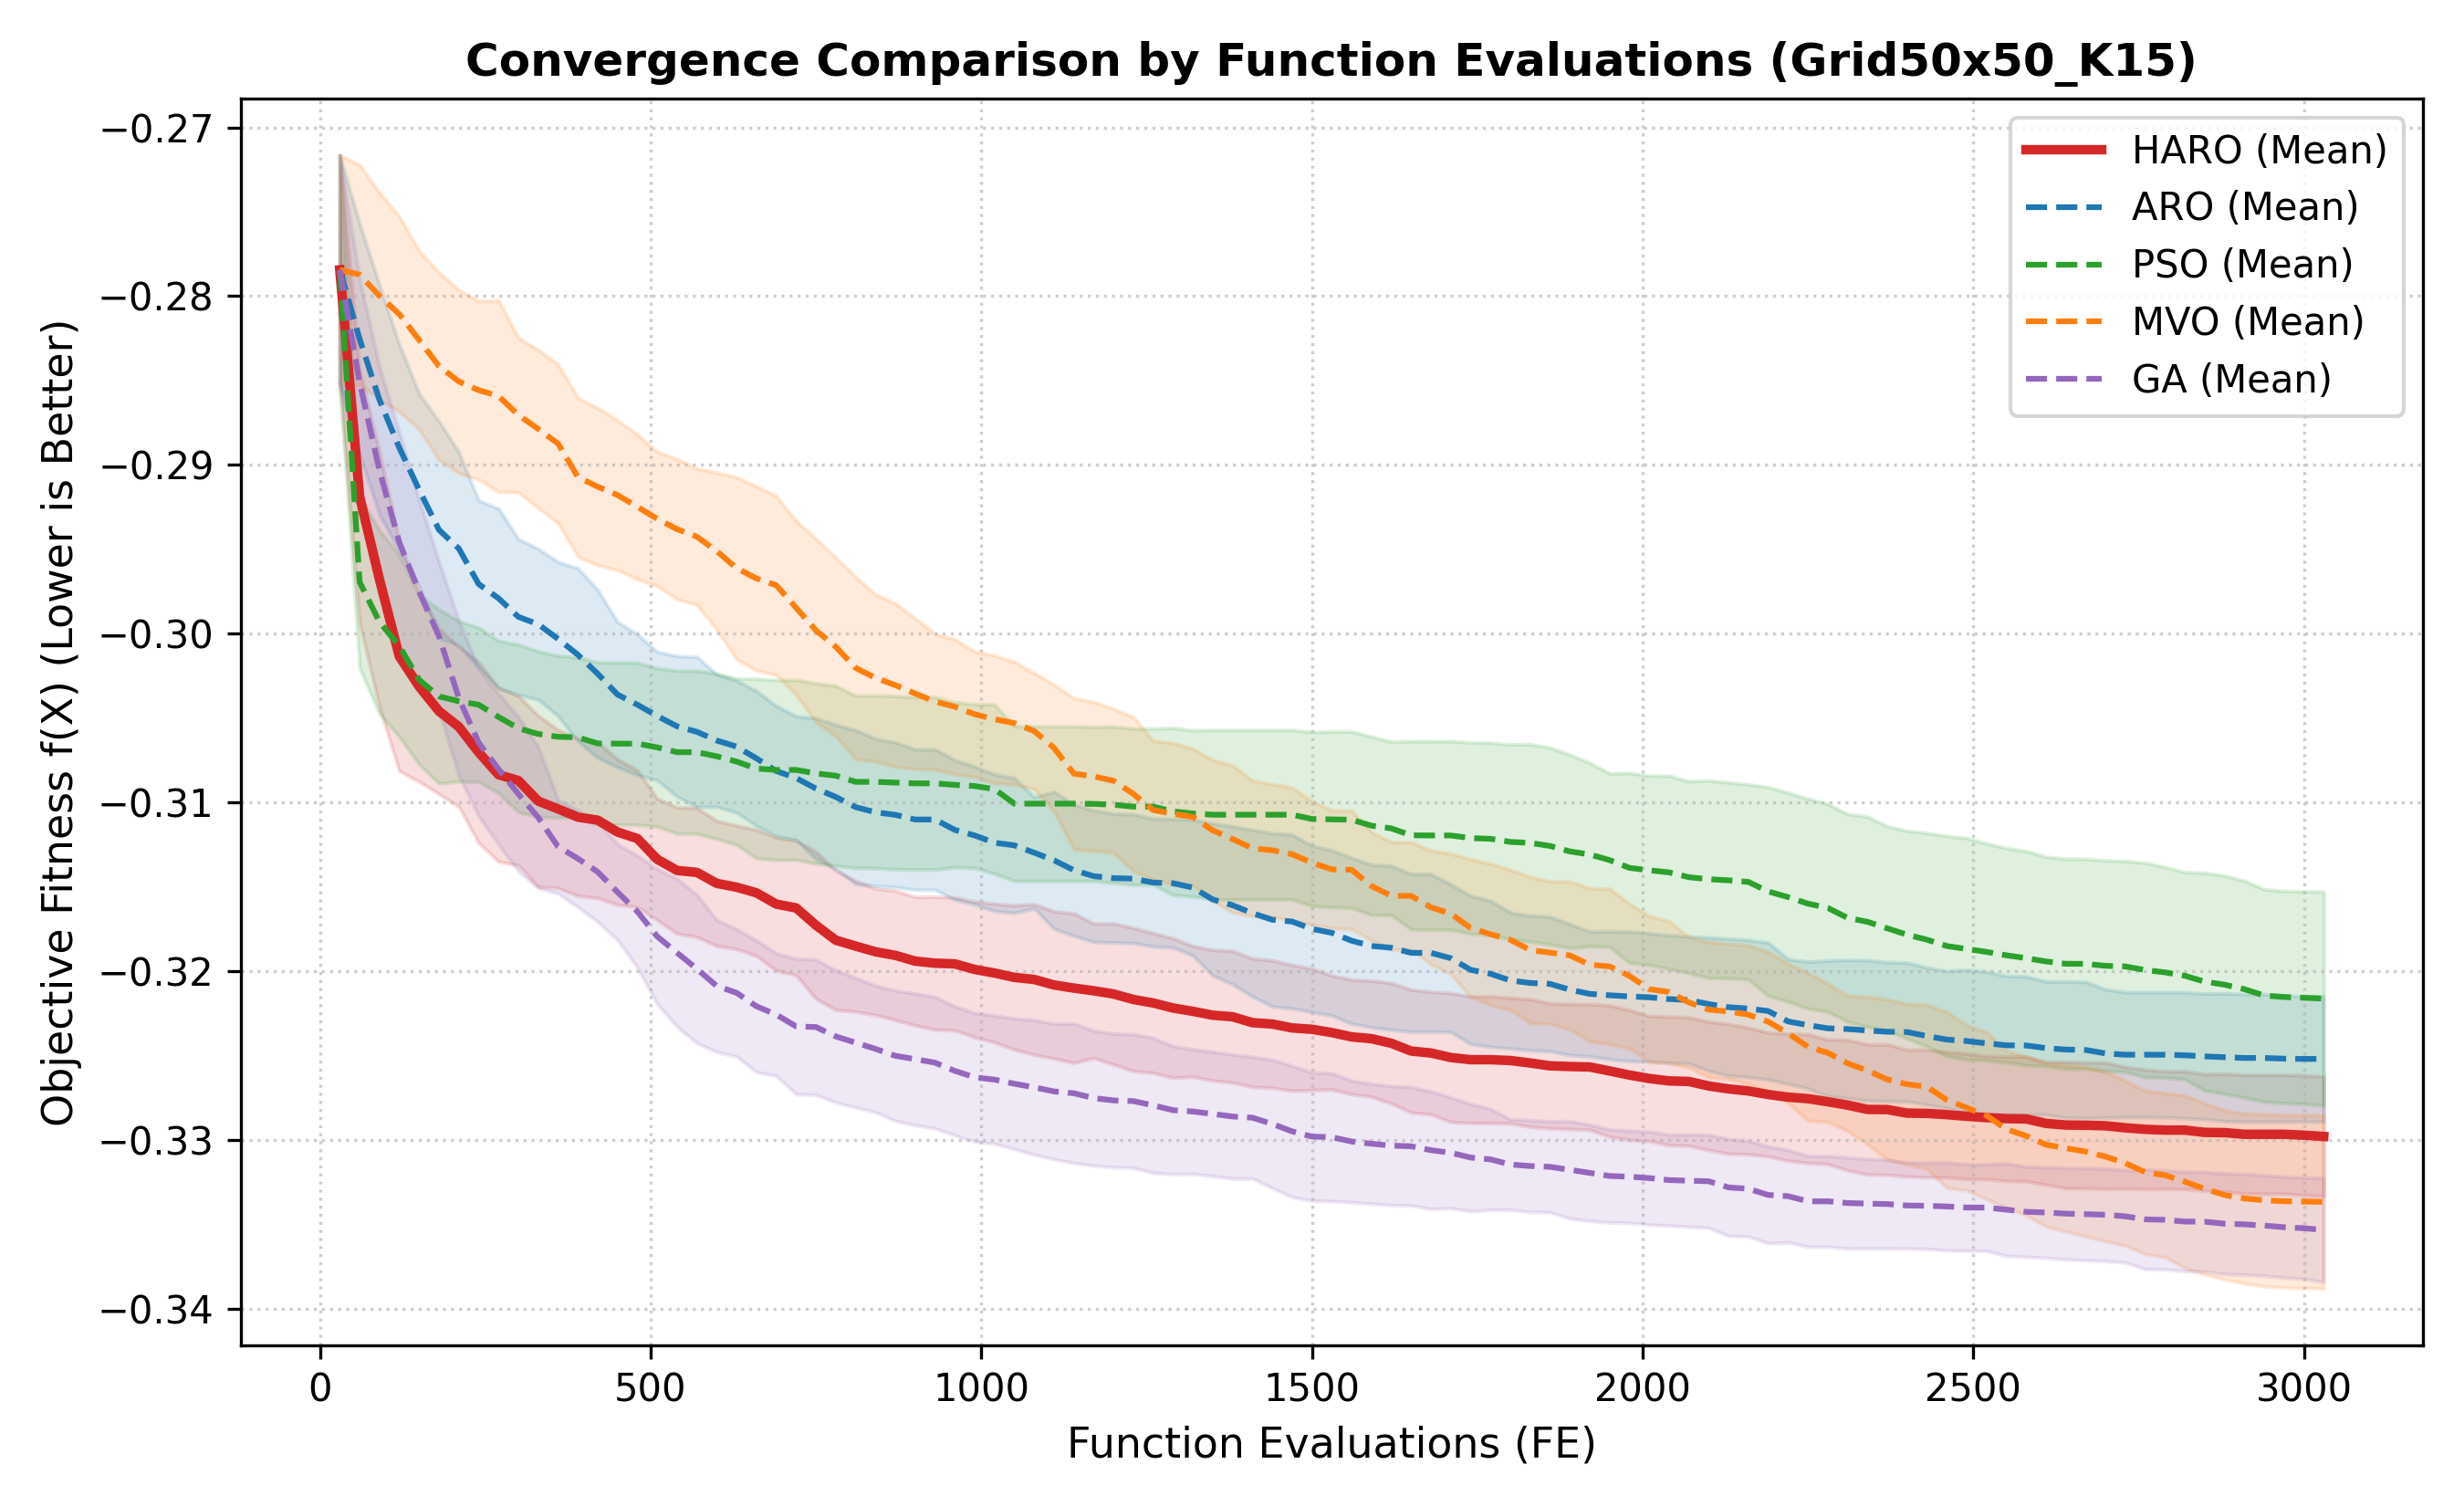 Convergence Comparison by Function Evaluations (Grid50x50_K15)
HARO (Mean)
ARO (Mean)
PSO (Mean)
MVO (Mean)
GA (Mean)
Objective Fitness f(X) (Lower is Better)
−0.27
−0.28
−0.29
−0.30
−0.31
−0.32
−0.33
−0.34
0 500 1000 1500 2000 2500 3000
Function Evaluations (FE)